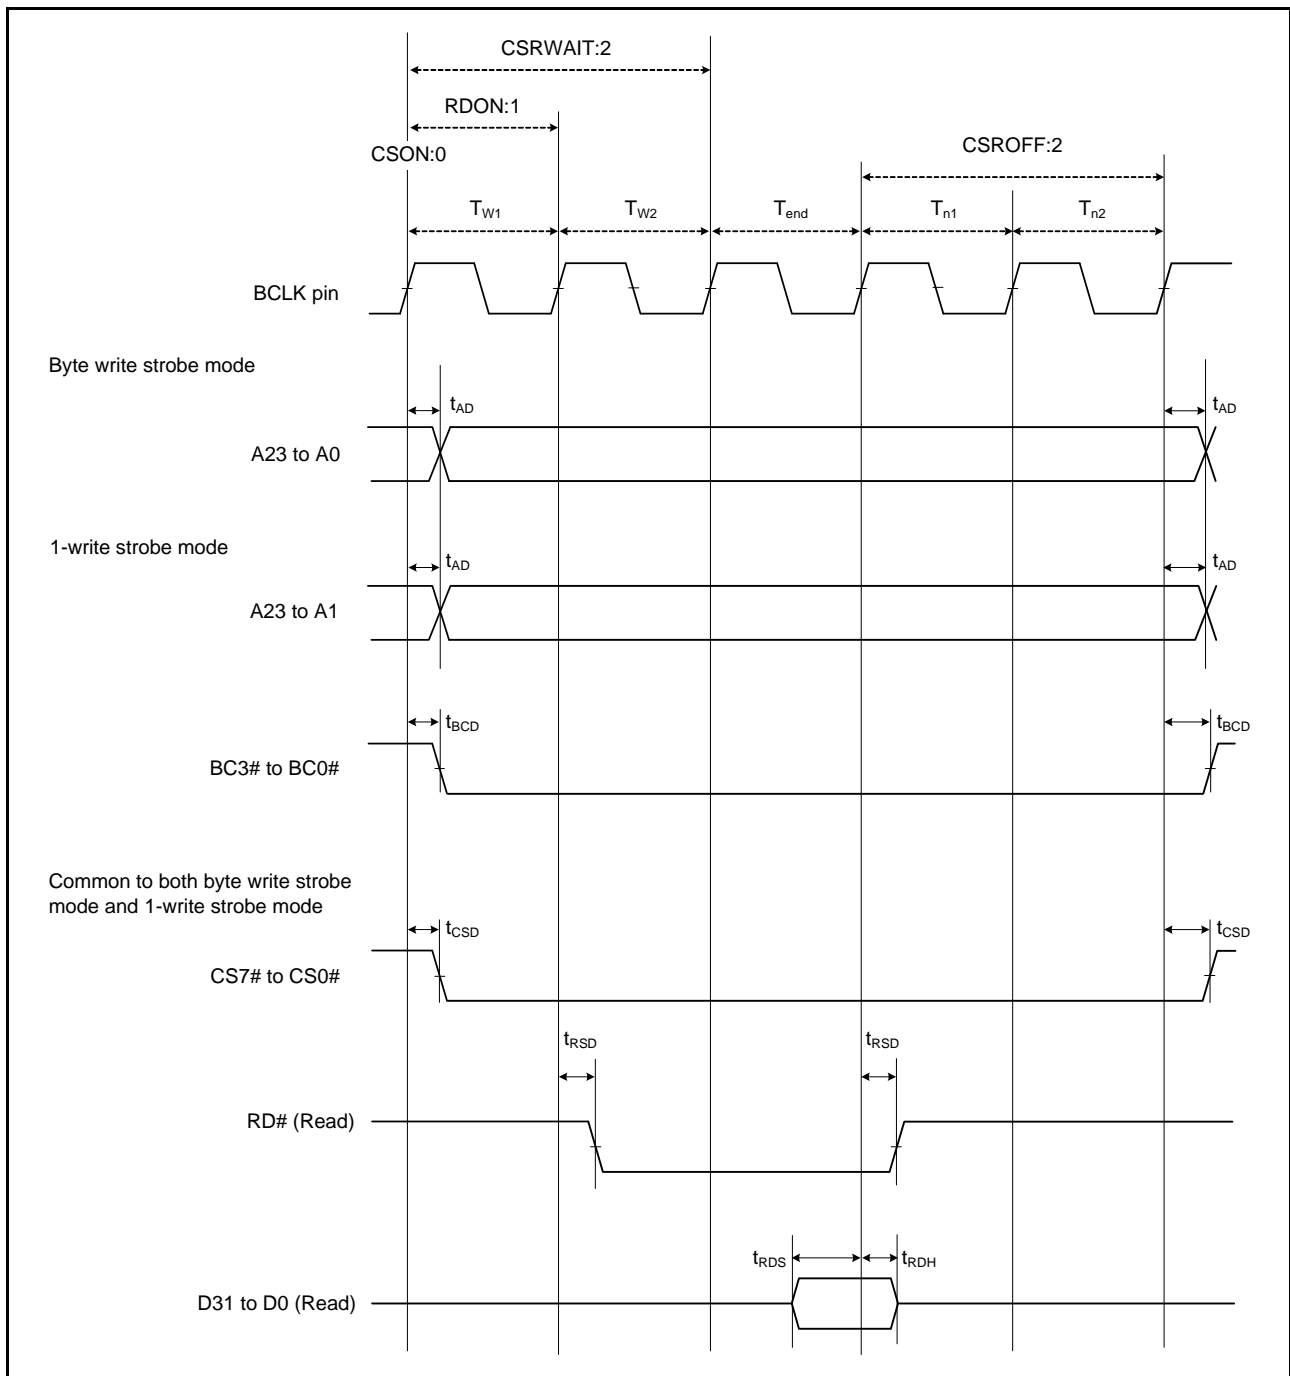 CSRWAIT:2
RDON:1
CSON:0
CSROFF:2
TW1 TW2 Tend Tn1 Tn2
BCLK pin
Byte write strobe mode
tAD tAD
A23 to A0
1-write strobe mode
tAD tAD
A23 to A1
tBCD tBCD
BC3# to BC0#
Common to both byte write strobe
mode and 1-write strobe mode
tCSD tCSD
CS7# to CS0#
tRSD tRSD
RD# (Read)
tRDS tRDH
D31 to D0 (Read)